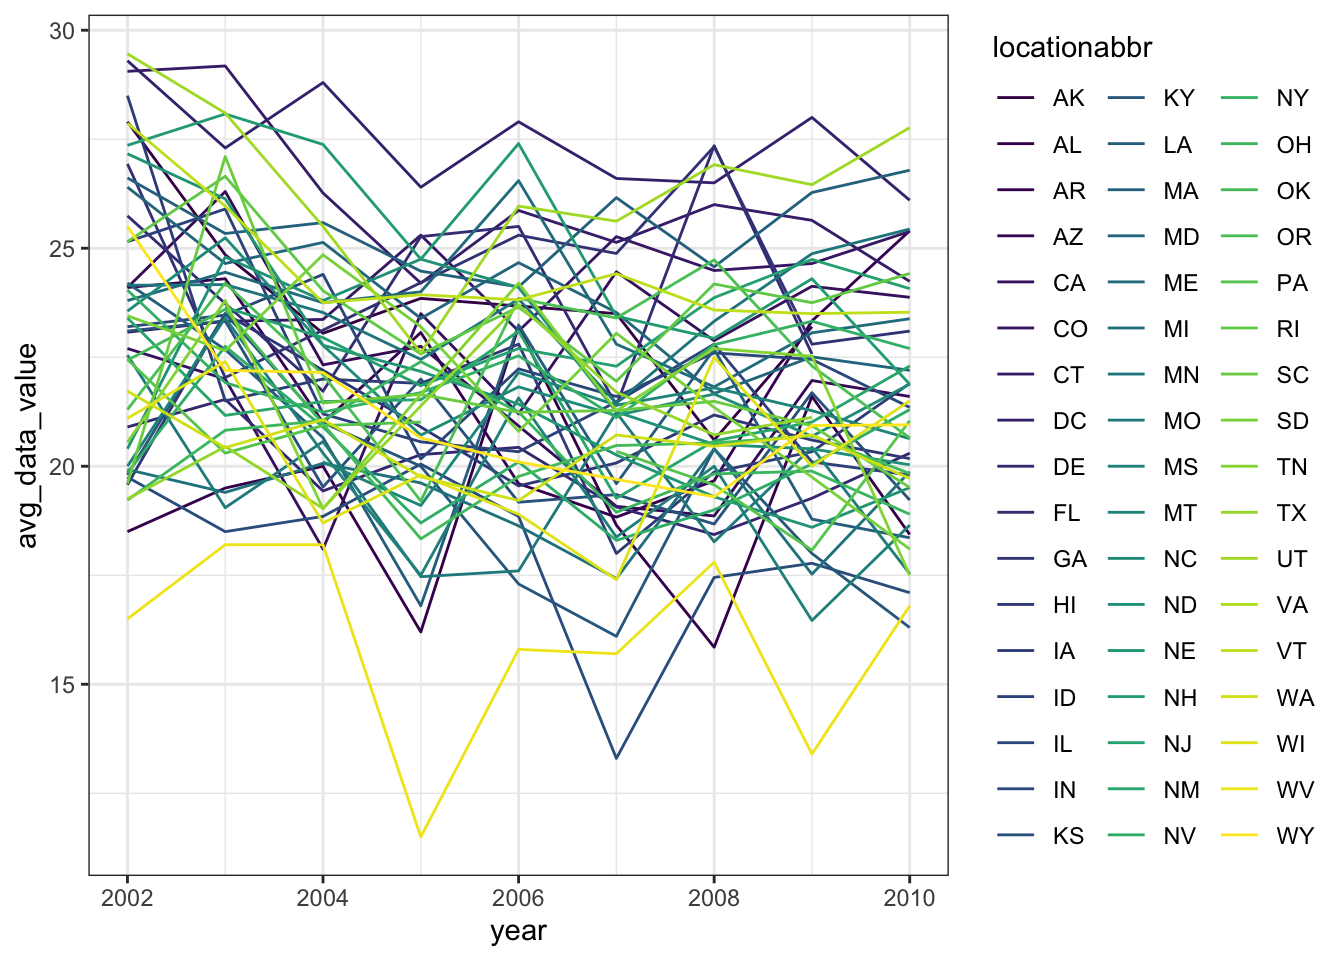 30
25
20
15
avg_data_value
2002 2004 2006 2008 2010
year
locationabbr
AK KY NY
AL LA OH
AR MA OK
AZ MD OR
CA ME PA
CO MI RI
CT MN SC
DC MO SD
DE MS TN
FL MT TX
GA NC UT
HI ND VA
IA NE VT
ID NH WA
IL NJ WI
IN NM WV
KS NV WY